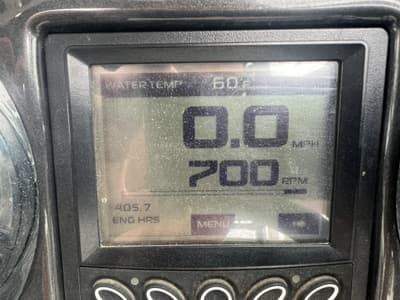 WATER TEMP 60 F
0.0 MPH
700 RPM
405.7
ENG HRS MENU